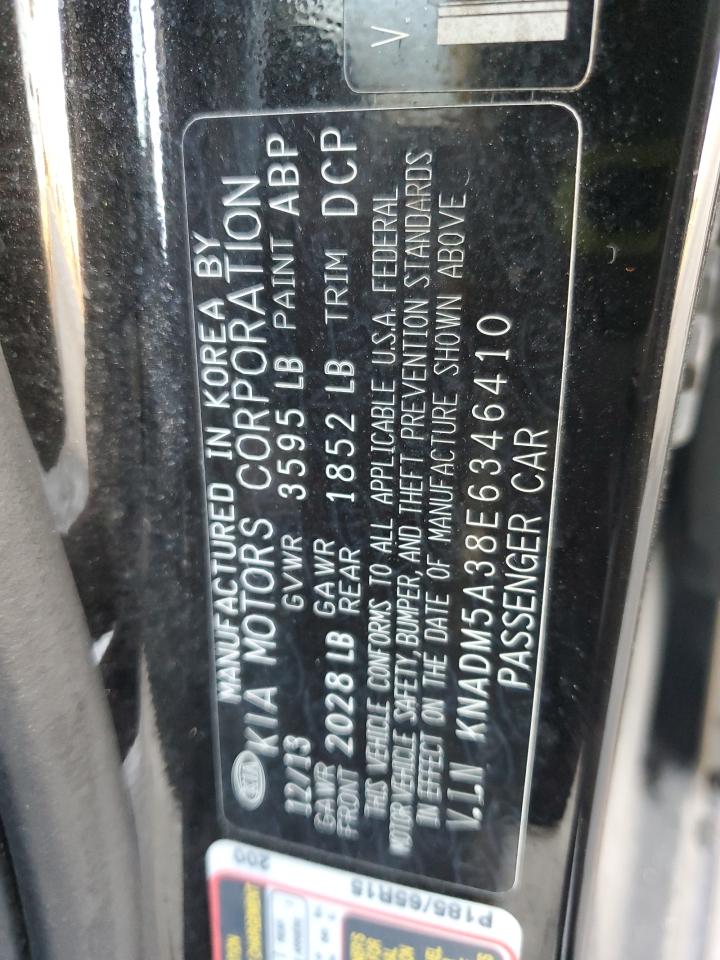 V
MANUFACTURED IN KOREA BY
KIA KIA MOTORS CORPORATION
12/13 GVWR 3595 LB PAINT ABP
GAWR FRONT 2028 LB GAWR REAR 1852 LB TRIM DCP
THIS VEHICLE CONFORMS TO ALL APPLICABLE U.S.A. FEDERAL
MOTOR VEHICLE SAFETY, BUMPER, AND THEFT PREVENTION STANDARDS
IN EFFECT ON THE DATE OF MANUFACTURE SHOWN ABOVE
V.I.N KNADM5A38E6346410
PASSENGER CAR
P185/65R15
200